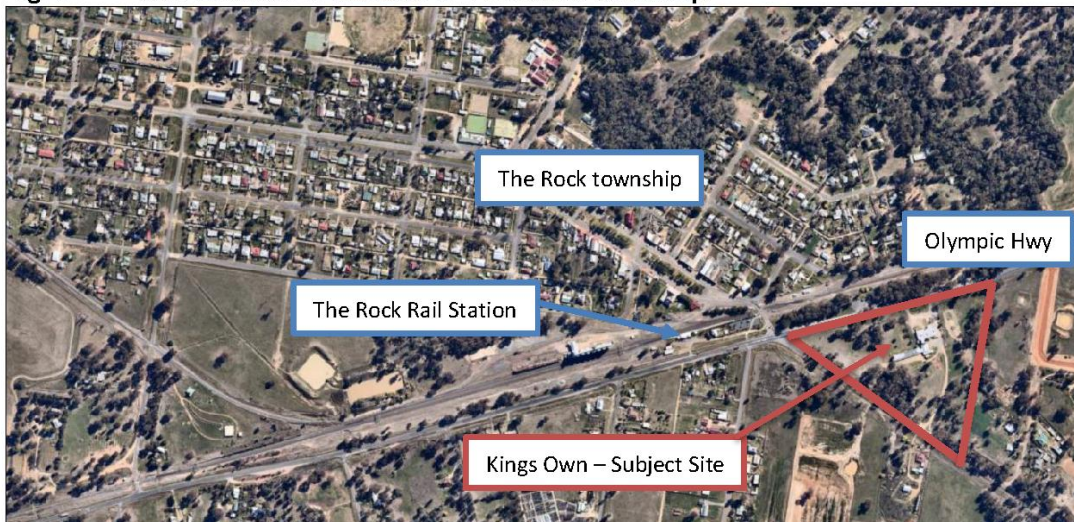 The Rock township
Olympic Hwy
The Rock Rail Station
Kings Own – Subject Site